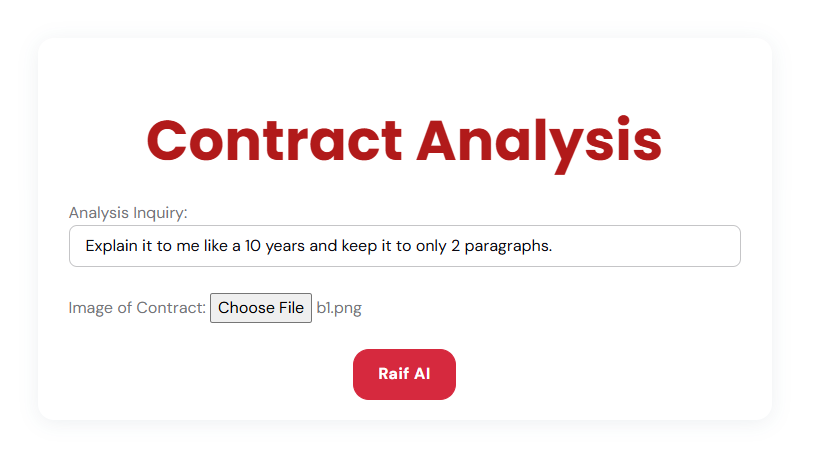 Contract Analysis
Analysis Inquiry:
Explain it to me like a 10 years and keep it to only 2 paragraphs.
Image of Contract: Choose File b1.png
Raif AI